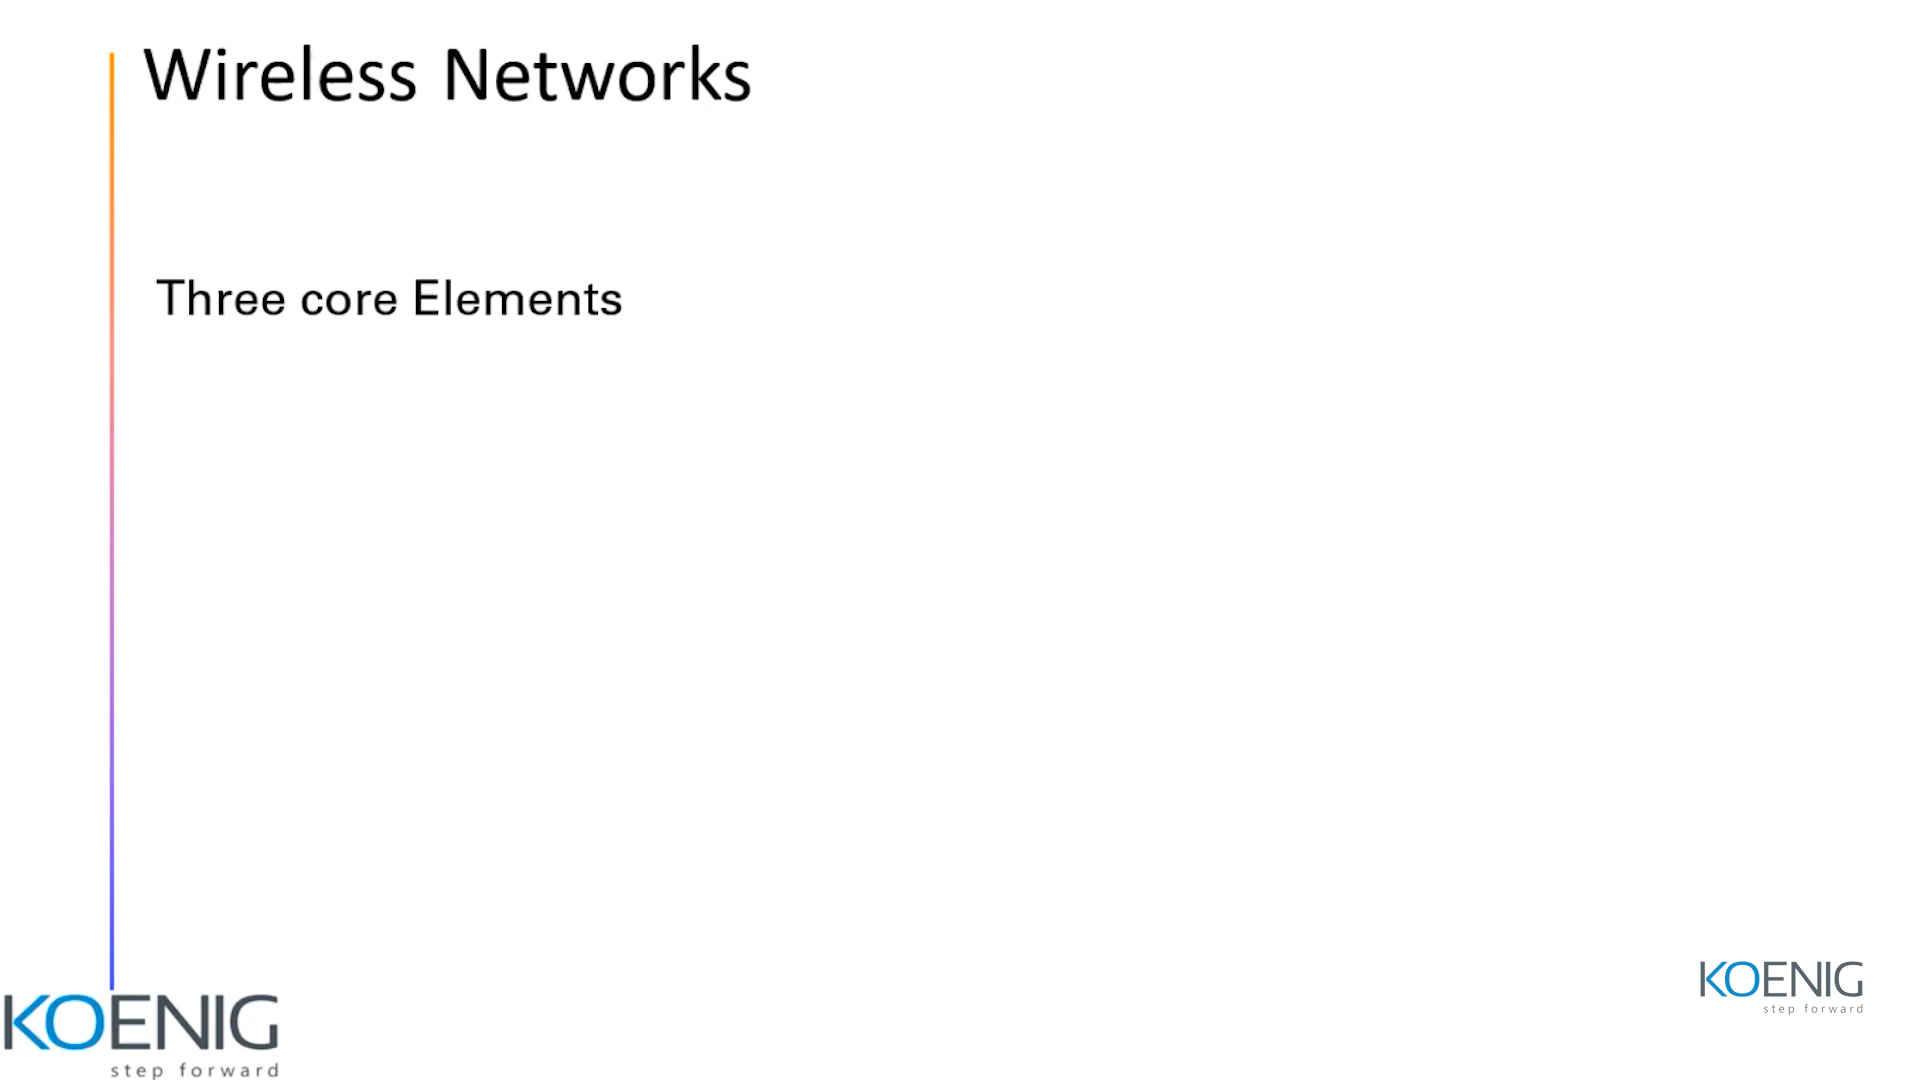 Wireless Networks
Three core Elements
KOENIG
step forward
KOENIG
step forward